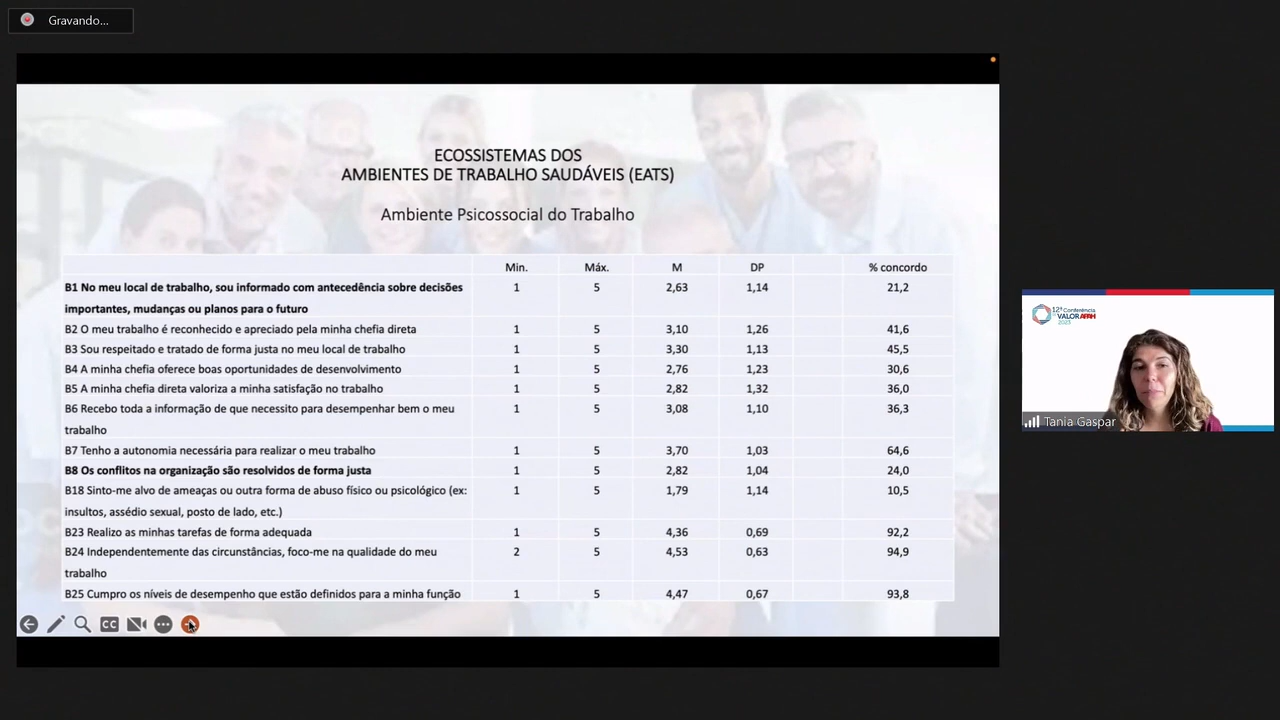 Gravando...
ECOSSISTEMAS DOS
AMBIENTES DE TRABALHO SAUDÁVEIS (EATS)
Ambiente Psicossocial do Trabalho
Min. Máx. M DP % concordo
B1 No meu local de trabalho, sou informado com antecedência sobre decisões 1 5 2,63 1,14 21,2
importantes, mudanças ou planos para o futuro
B2 O meu trabalho é reconhecido e apreciado pela minha chefia direta 1 5 3,10 1,26 41,6
B3 Sou respeitado e tratado de forma justa no meu local de trabalho 1 5 3,30 1,13 45,5
B4 A minha chefia oferece boas oportunidades de desenvolvimento 1 5 2,76 1,23 30,6
B5 A minha chefia direta valoriza a minha satisfação no trabalho 1 5 2,82 1,32 36,0
B6 Recebo toda a informação de que necessito para desempenhar bem o meu 1 5 3,08 1,10 36,3
trabalho
B7 Tenho a autonomia necessária para realizar o meu trabalho 1 5 3,70 1,03 64,6
B8 Os conflitos na organização são resolvidos de forma justa 1 5 2,82 1,04 24,0
B18 Sinto-me alvo de ameaças ou outra forma de abuso físico ou psicológico (ex: 1 5 1,79 1,14 10,5
insultos, assédio sexual, posto de lado, etc.)
B23 Realizo as minhas tarefas de forma adequada 1 5 4,36 0,69 92,2
B24 Independentemente das circunstâncias, foco-me na qualidade do meu 2 5 4,53 0,63 94,9
trabalho
B25 Cumpro os níveis de desempenho que estão definidos para a minha função 1 5 4,47 0,67 93,8
CC
12ª Conferência
VALOR APAH
2023
Tania Gaspar